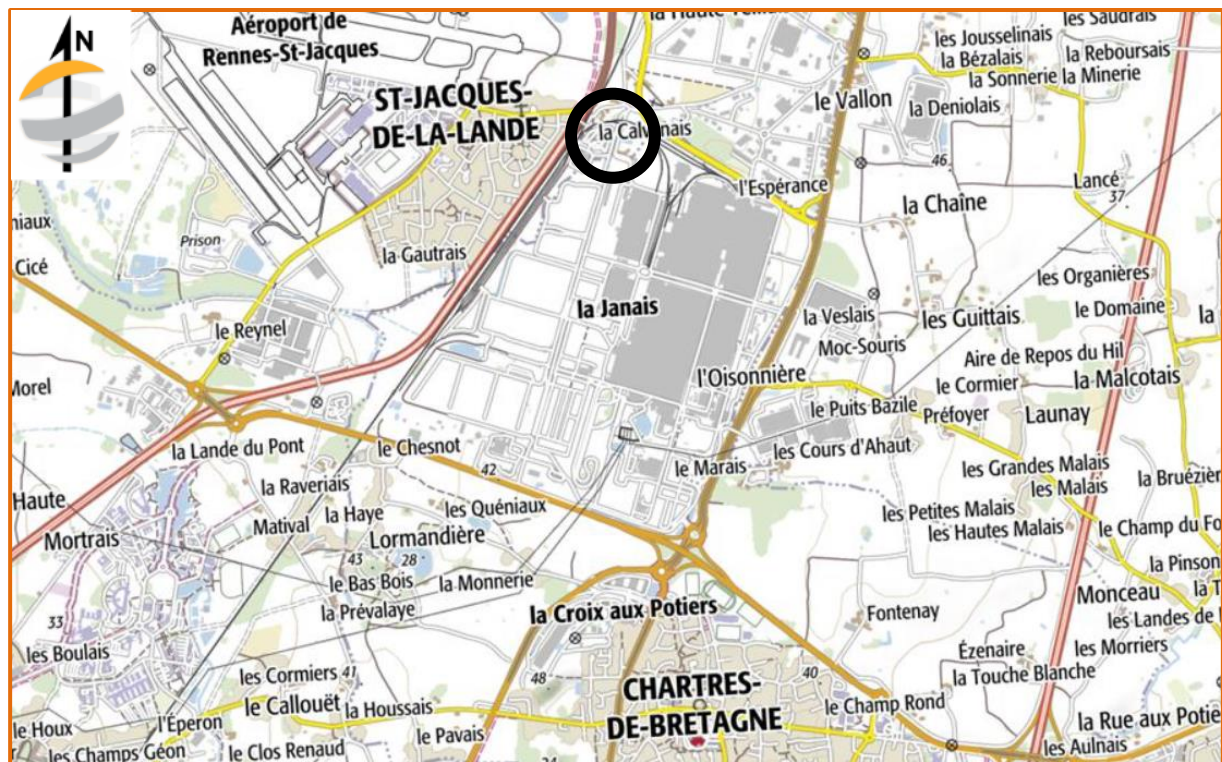 N
Aéroport de
Rennes-St-Jacques
les Saudrais
les Jousselinais
la Bézalais
la Reboursais
la Sonnerie
la Minerie
ST-JACQUES-
DE-LA-LANDE
le Vallon
la Deniolais
46
l'Espérance
Lancé
37
la Chaine
niaux
Prison
Cicé
la Gautrais
les Organières
la Janais
le Reynel
la Veslais
les Guittais
le Domaine
la
Moc-Souris
Aire de Repos du Hil
Morel
l'Oisonnière
le Cormier
la Malcotais
le Puits Bazile
Préfoyer
Launay
la Lande du Pont
le Chesnot
les Cours d'Ahaut
42
le Marais
les Grandes Malais
la Raveriais
les Malais
la Bruézièr
Haute
la Haye
les Quéniaux
les Petites Malais
Matival
les Hautes Malais
le Champ du Fo
Mortrais
Lormandière
43
28
la Pinson
le Bas Bois
la Monnerie
la Prévalaye
Monceau
la T
la Croix aux Potiers
Fontenay
les Landes de
33
les Boulais
Ézenaire
les Morriers
les Cormiers
41
48
40
la Touche Blanche
CHARTRES-
DE-BRETAGNE
le Callouët
la Houssais
le Champ Rond
la Rue aux Potie
le Houx
l'Éperon
le Pavais
les Champs Géon
le Clos Renaud
les Aulnais